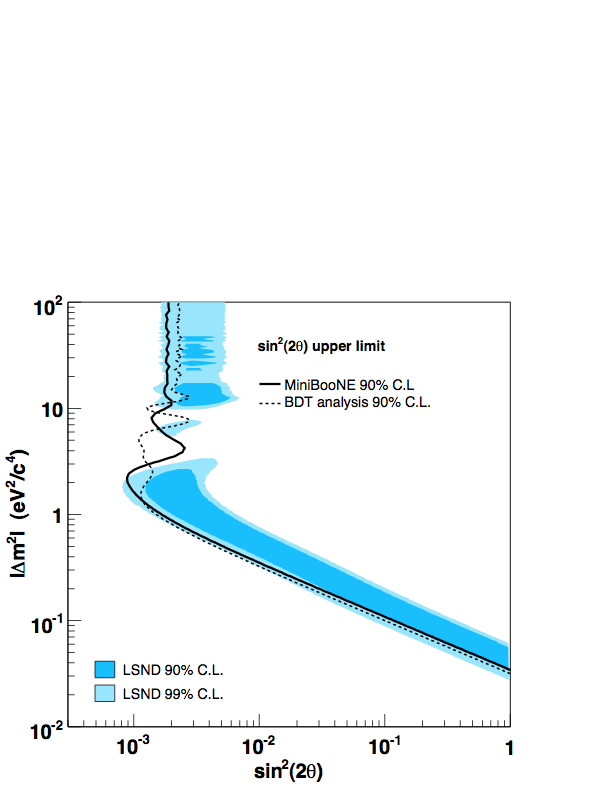 10²
10
1
10⁻¹
10⁻²
|Δm²| (eV²/c⁴)
sin²(2θ) upper limit
MiniBooNE 90% C.L
BDT analysis 90% C.L.
LSND 90% C.L.
LSND 99% C.L.
10⁻³ 10⁻² 10⁻¹ 1
sin²(2θ)